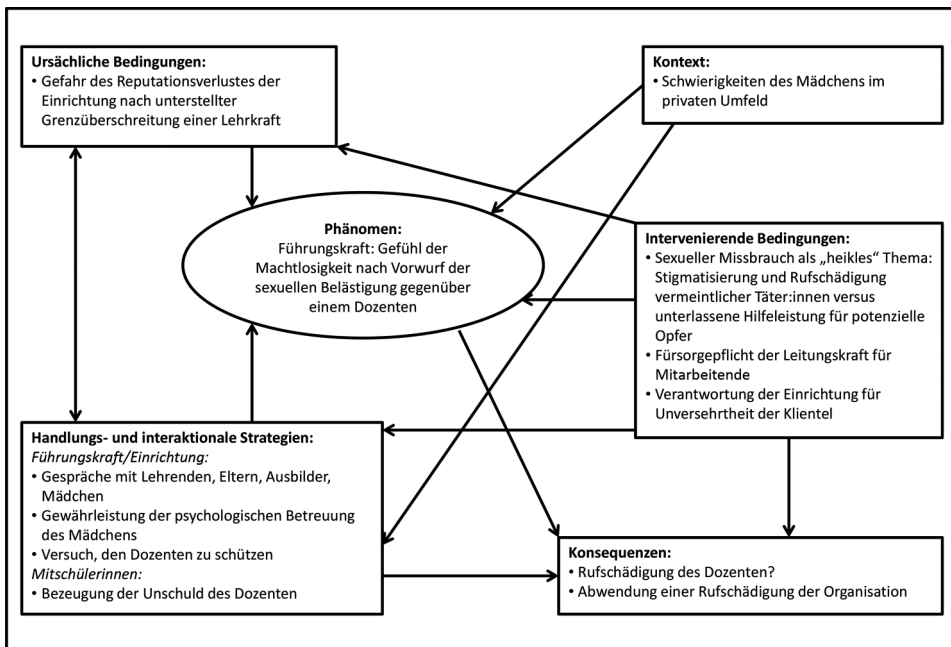 Ursächliche Bedingungen:
• Gefahr des Reputationsverlustes der
Einrichtung nach unterstellter
Grenzüberschreitung einer Lehrkraft
Kontext:
• Schwierigkeiten des Mädchens im
privaten Umfeld
Phänomen:
Führungskraft: Gefühl der
Machtlosigkeit nach Vorwurf der
sexuellen Belästigung gegenüber
einem Dozenten
Intervenierende Bedingungen:
• Sexueller Missbrauch als „heikles“ Thema:
Stigmatisierung und Rufschädigung
vermeintlicher Täter:innen versus
unterlassene Hilfeleistung für potenzielle
Opfer
• Fürsorgepflicht der Leitungskraft für
Mitarbeitende
• Verantwortung der Einrichtung für
Unversehrtheit der Klientel
Handlungs- und interaktionale Strategien:
Führungskraft/Einrichtung:
• Gespräche mit Lehrenden, Eltern, Ausbilder,
Mädchen
• Gewährleistung der psychologischen Betreuung
des Mädchens
• Versuch, den Dozenten zu schützen
Mitschülerinnen:
• Bezeugung der Unschuld des Dozenten
Konsequenzen:
• Rufschädigung des Dozenten?
• Abwendung einer Rufschädigung der Organisation